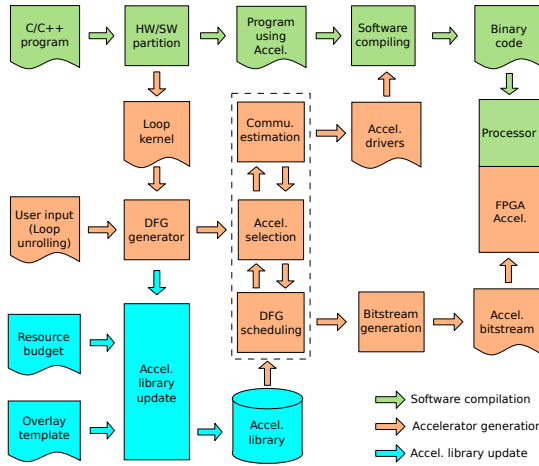 C/C++
program
HW/SW
partition
Program
using
Accel.
Software
compiling
Binary
code
Loop
kernel
Commu.
estimation
Accel.
drivers
Processor
User input
(Loop
unrolling)
DFG
generator
Accel.
selection
FPGA
Accel.
DFG
scheduling
Bitstream
generation
Accel.
bitstream
Resource
budget
Accel.
library
update
Overlay
template
Accel.
library
Software compilation
Accelerator generation
Accel. library update